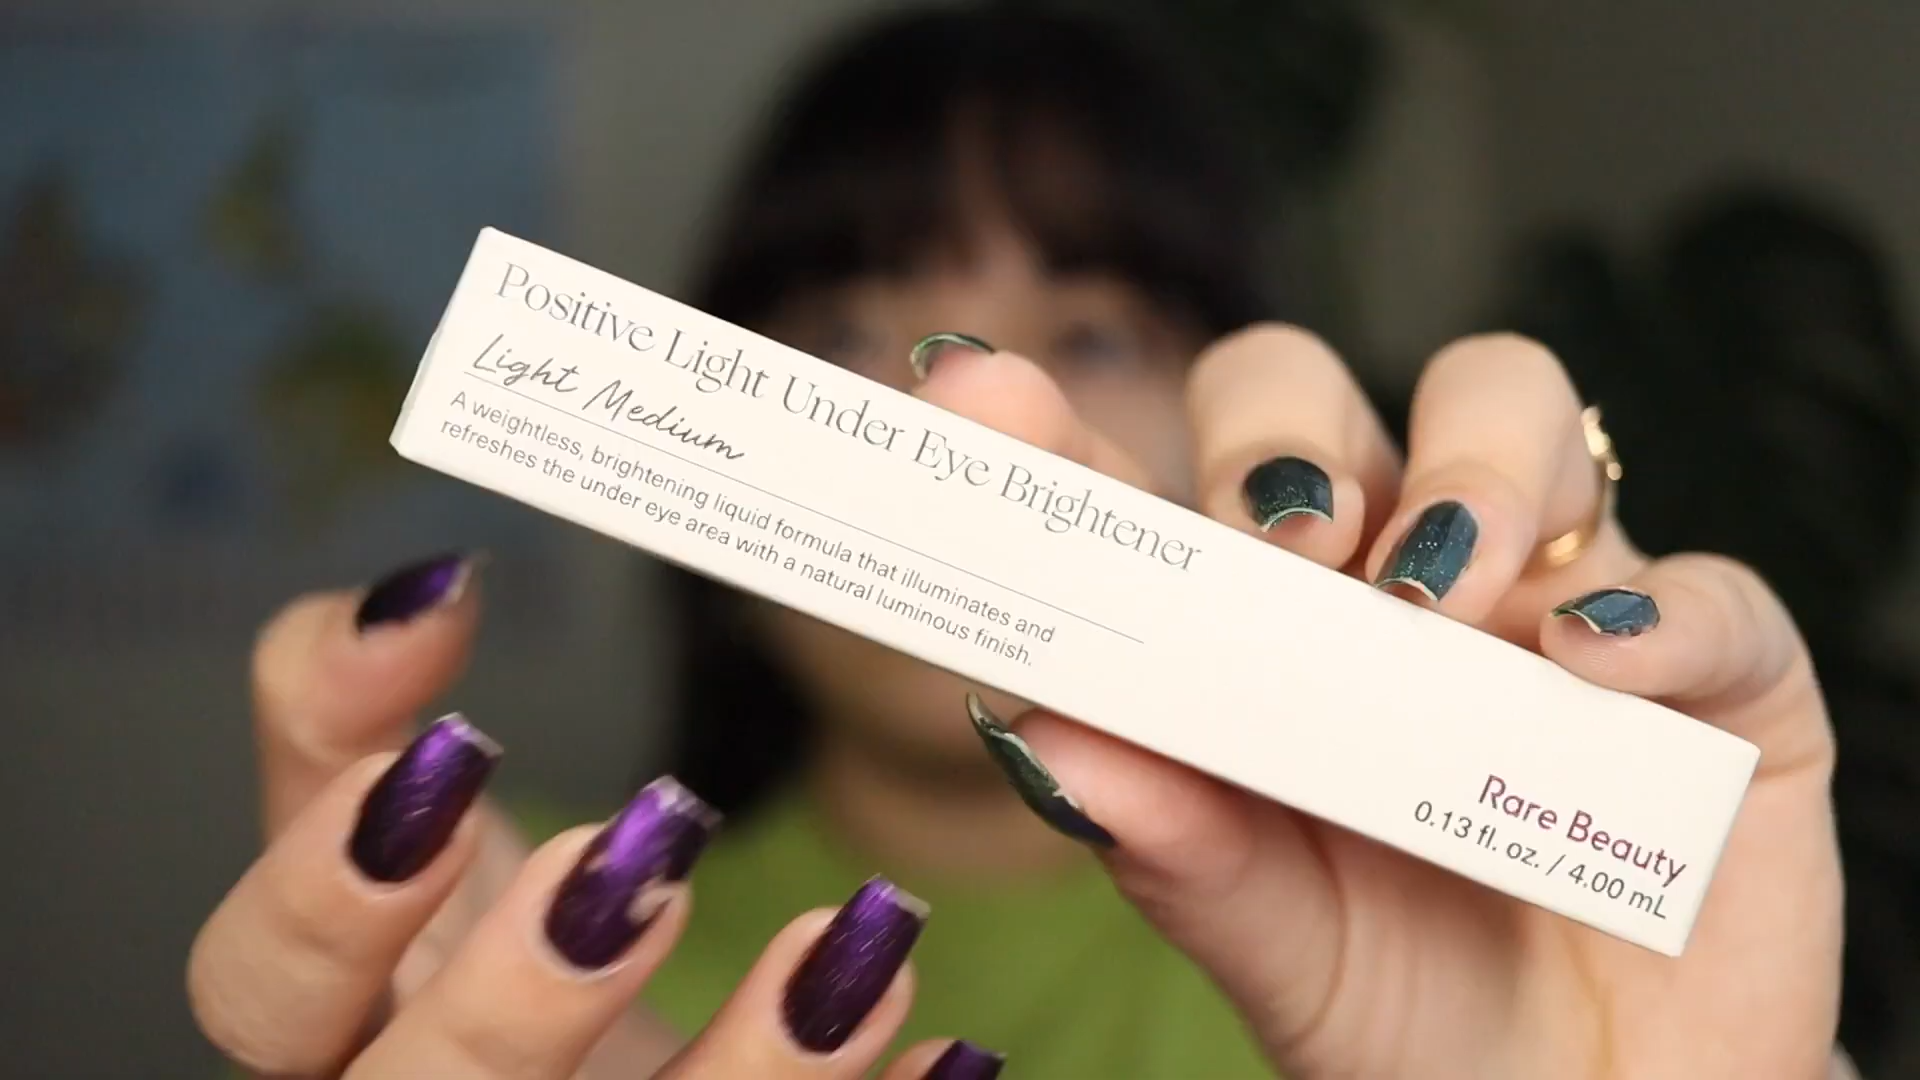 Positive Light Under Eye Brightener
Light Medium
A weightless, brightening liquid formula that illuminates and
refreshes the under eye area with a natural luminous finish.
Rare Beauty
0.13 fl. oz. / 4.00 mL